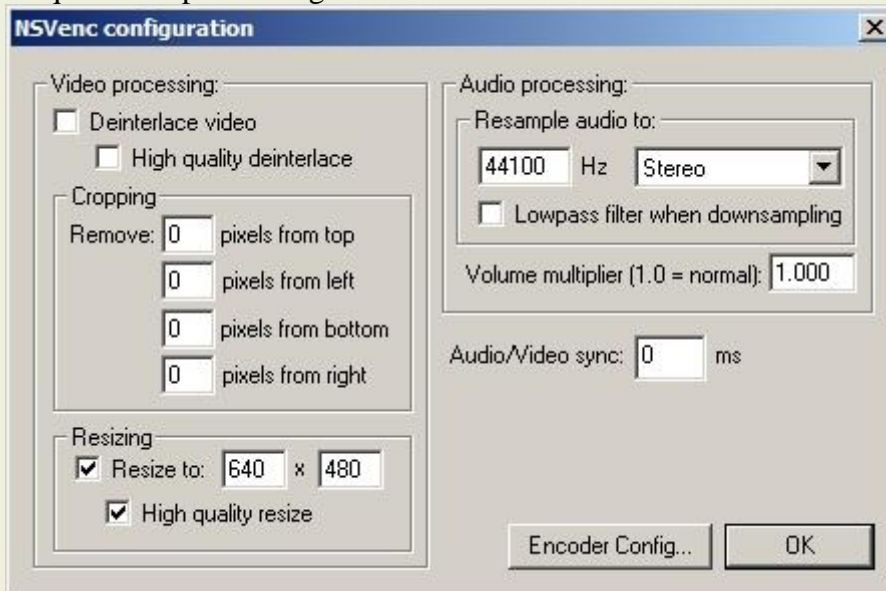 NSVenc configuration
Video processing:
Deinterlace video
High quality deinterlace
Cropping
Remove: 0 pixels from top
0 pixels from left
0 pixels from bottom
0 pixels from right
Resizing
Resize to: 640 x 480
High quality resize
Audio processing:
Resample audio to:
44100 Hz Stereo
Lowpass filter when downsampling
Volume multiplier (1.0 = normal): 1.000
Audio/Video sync: 0 ms
Encoder Config... OK